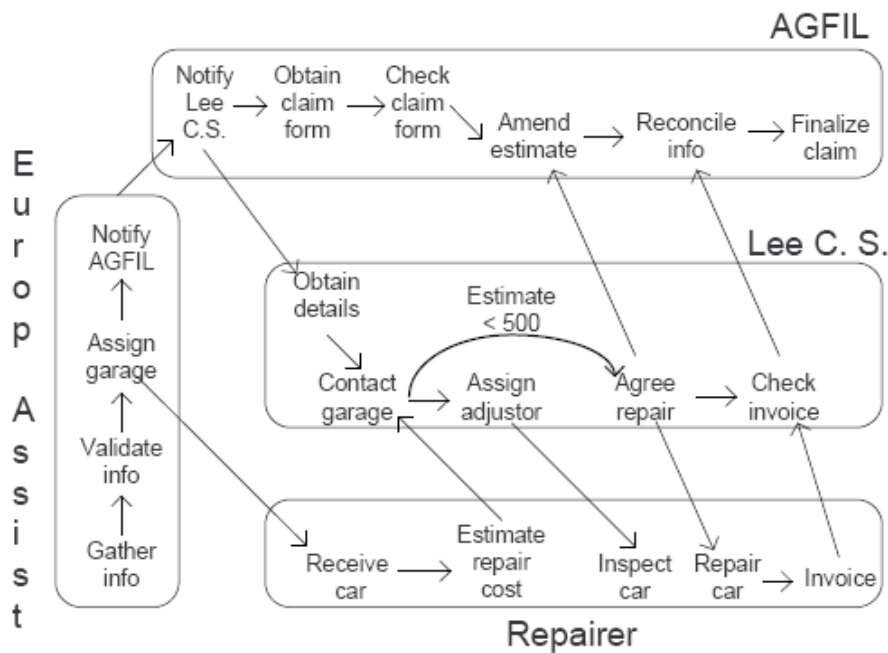 AGFIL
Notify
Lee
C.S.
Obtain
claim
form
Check
claim
form
Amend
estimate
Reconcile
info
Finalize
claim
Europ Assist
Notify
AGFIL
Assign
garage
Validate
info
Gather
info
Lee C. S.
Obtain
details
Estimate
< 500
Contact
garage
Assign
adjustor
Agree
repair
Check
invoice
Receive
car
Estimate
repair
cost
Inspect
car
Repair
car
Invoice
Repairer